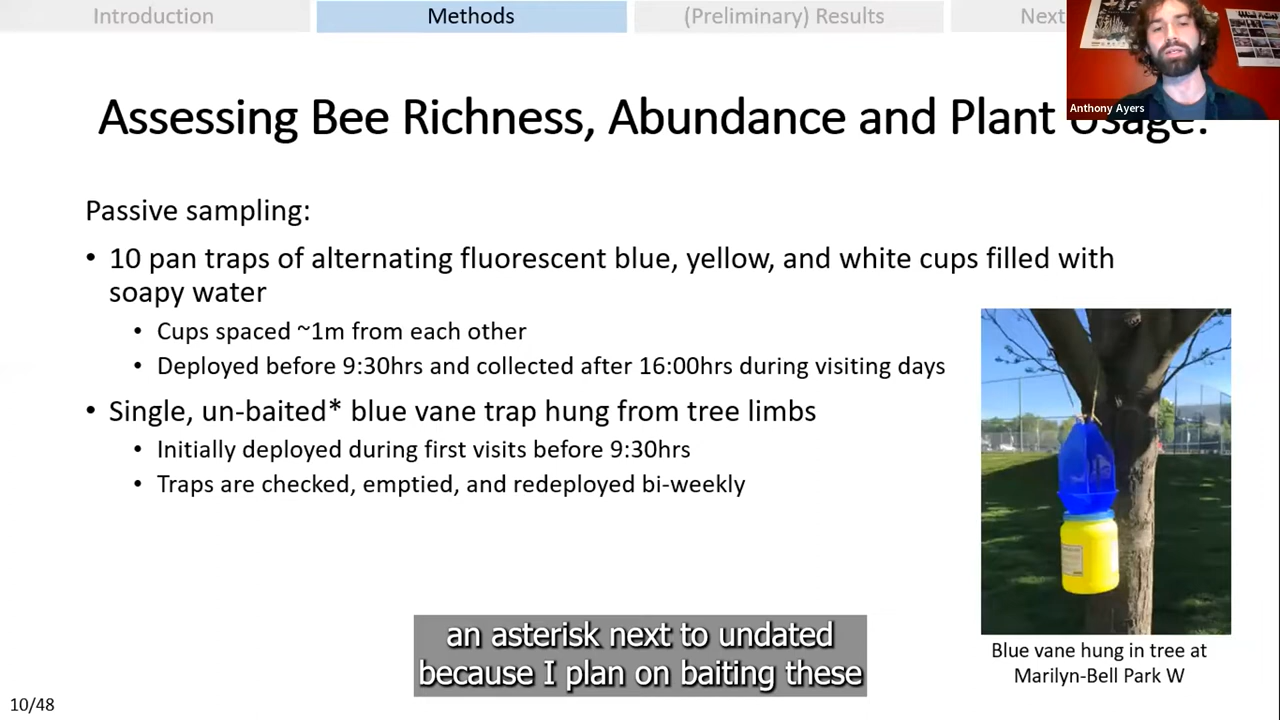 Introduction
Methods
(Preliminary) Results
Next
Anthony Ayers
Assessing Bee Richness, Abundance and Plant Usage:
Passive sampling:
• 10 pan traps of alternating fluorescent blue, yellow, and white cups filled with
soapy water
• Cups spaced ~1m from each other
• Deployed before 9:30hrs and collected after 16:00hrs during visiting days
• Single, un-baited* blue vane trap hung from tree limbs
• Initially deployed during first visits before 9:30hrs
• Traps are checked, emptied, and redeployed bi-weekly
Blue vane hung in tree at
Marilyn-Bell Park W
an asterisk next to undated
because I plan on baiting these
10/48